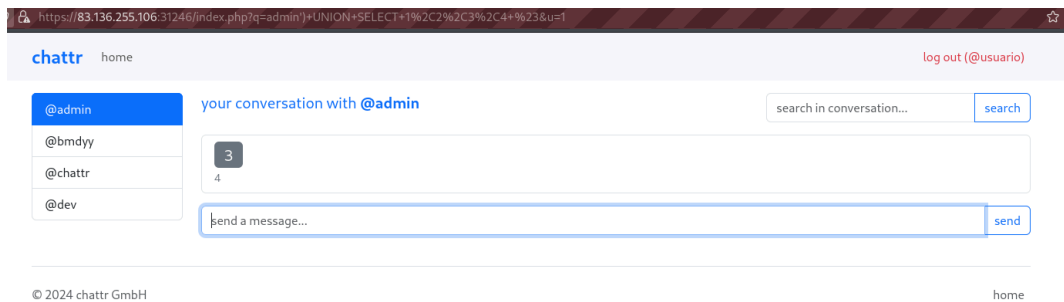 https://83.136.255.106:31246/index.php?q=admin')+UNION+SELECT+1%2C2%2C3%2C4+%23&u=1
chattr home log out (@usuario)
@admin
@bmdyy
@chattr
@dev
your conversation with @admin
search in conversation... search
3
4
send a message... send
© 2024 chattr GmbH home